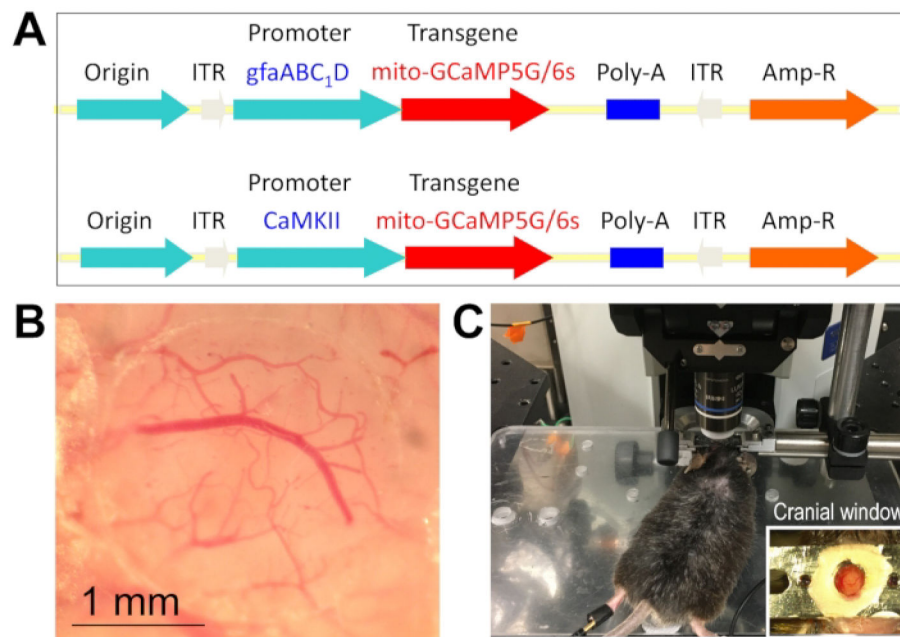 A
Promoter Transgene
Origin ITR gfaABC₁D mito-GCaMP5G/6s Poly-A ITR Amp-R
Promoter Transgene
Origin ITR CaMKII mito-GCaMP5G/6s Poly-A ITR Amp-R
B
1 mm
C
Cranial window